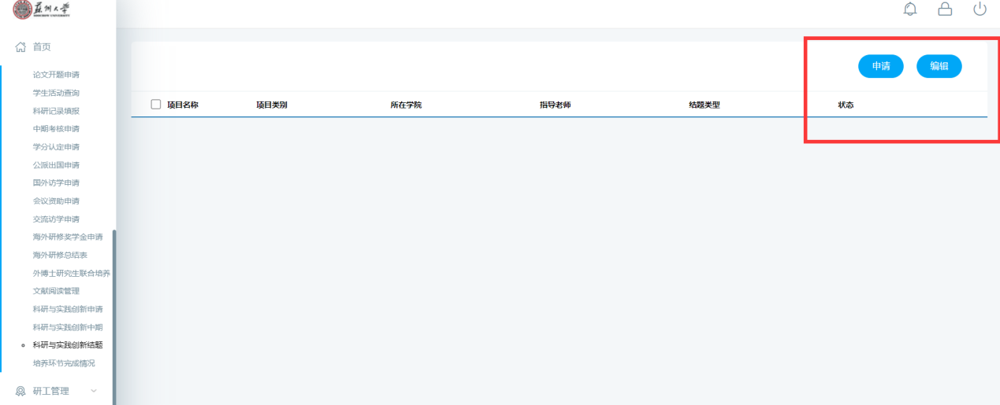 蘇州大学
SOOCHOW UNIVERSITY
首页
论文开题申请
学生活动查询
科研记录填报
中期考核申请
学分认定申请
公派出国申请
国外访学申请
会议资助申请
交流访学申请
海外研修奖学金申请
海外研修总结表
外博士研究生联合培养
文献阅读管理
科研与实践创新申请
科研与实践创新中期
科研与实践创新结题
培养环节完成情况
研工管理
申请 编辑
项目名称 项目类别 所在学院 指导老师 结题类型 状态